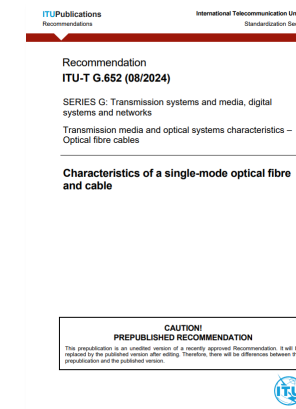 ITUPublications
International Telecommunication Un
Recommendations
Standardization Sec
Recommendation
ITU-T G.652 (08/2024)
SERIES G: Transmission systems and media, digital
systems and networks
Transmission media and optical systems characteristics –
Optical fibre cables
Characteristics of a single-mode optical fibre
and cable
CAUTION!
PREPUBLISHED RECOMMENDATION
This prepublication is an unedited version of a recently approved Recommendation. It will
replaced by the published version after editing. Therefore, there will be differences between
prepublication and the published version.
ITU